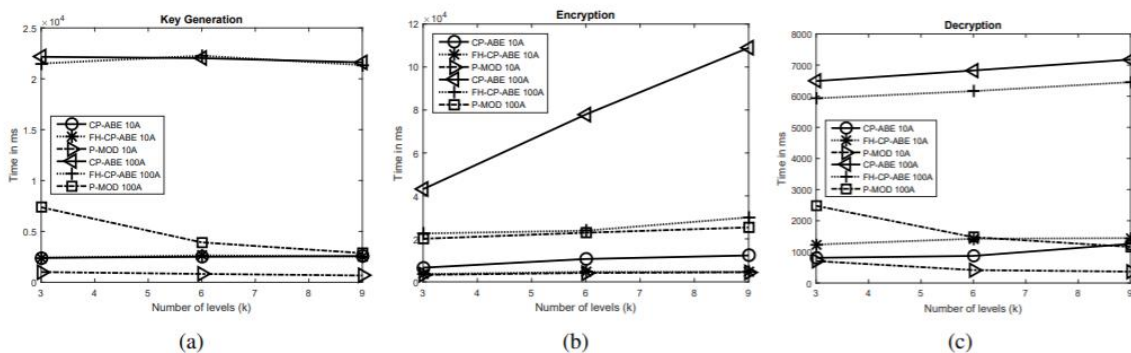 Key Generation
×10⁴
2.5
2
1.5
1
0.5
0
Time in ms
CP-ABE 10A
FH-CP-ABE 10A
P-MOD 10A
CP-ABE 100A
FH-CP-ABE 100A
P-MOD 100A
3 4 5 6 7 8 9
Number of levels (k)
(a)
Encryption
×10⁴
12
10
8
6
4
2
0
Time in ms
CP-ABE 10A
FH-CP-ABE 10A
P-MOD 10A
CP-ABE 100A
FH-CP-ABE 100A
P-MOD 100A
3 4 5 6 7 8 9
Number of levels (k)
(b)
Decryption
8000
7000
6000
5000
4000
3000
2000
1000
0
Time in ms
CP-ABE 10A
FH-CP-ABE 10A
P-MOD 10A
CP-ABE 100A
FH-CP-ABE 100A
P-MOD 100A
3 4 5 6 7 8 9
Number of levels (k)
(c)